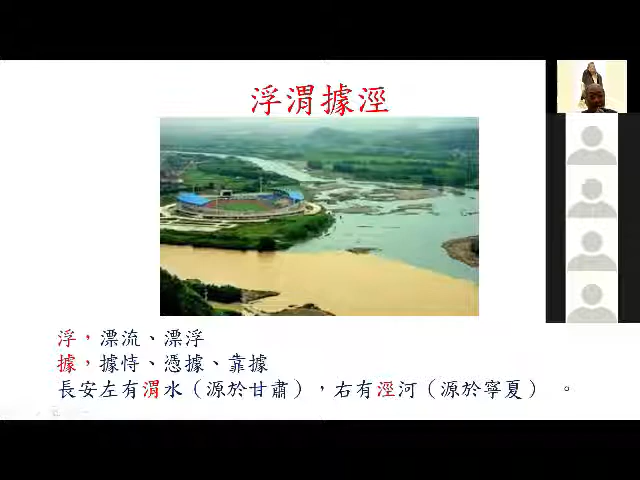 浮渭據涇
浮，漂流、漂浮
據，據恃、憑據、靠據
長安左有渭水（源於甘肅），右有涇河（源於寧夏）。